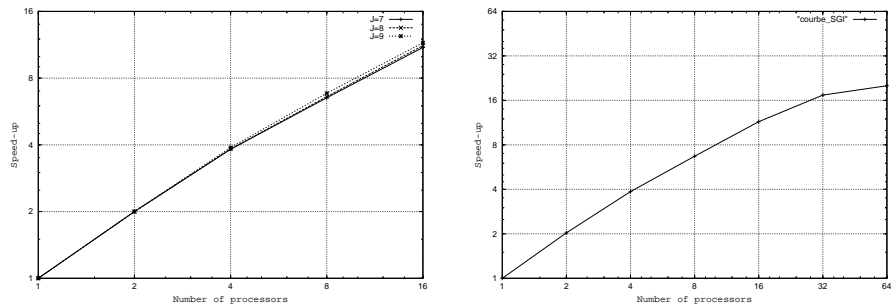 16
8
4
2
1
Speed-up
J=7
J=8
J=9
1 2 4 8 16
Number of processors
64
32
16
8
4
2
1
Speed-up
"courbe_SGI"
1 2 4 8 16 32 64
Number of processors